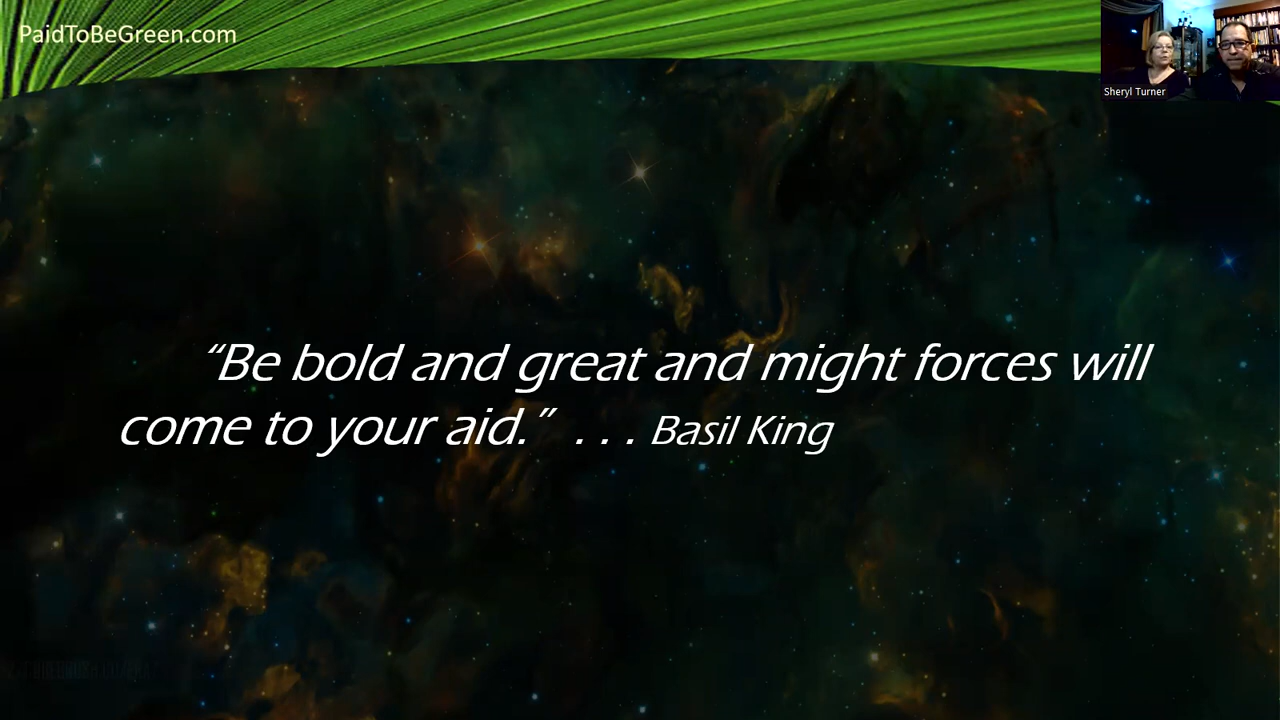 PaidToBeGreen.com
Sheryl Turner
“Be bold and great and might forces will
come to your aid.” . . . Basil King